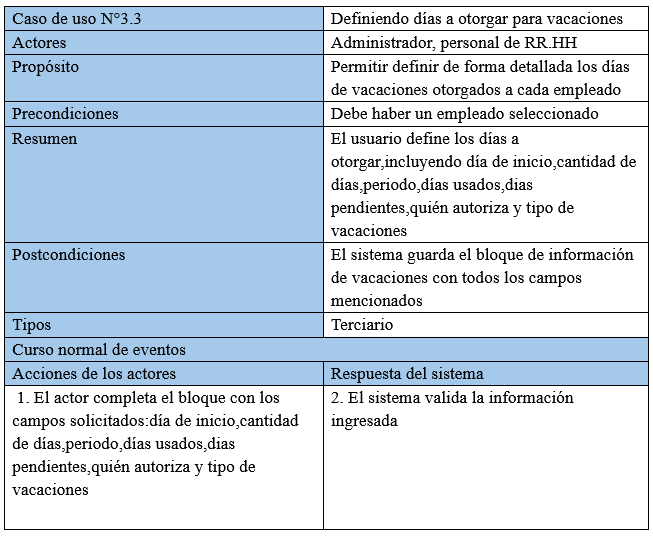 Caso de uso N°3.3
Definiendo días a otorgar para vacaciones
Actores
Administrador, personal de RR.HH
Propósito
Permitir definir de forma detallada los días
de vacaciones otorgados a cada empleado
Precondiciones
Debe haber un empleado seleccionado
Resumen
El usuario define los días a
otorgar,incluyendo día de inicio,cantidad de
días,periodo,días usados,dias
pendientes,quién autoriza y tipo de
vacaciones
Postcondiciones
El sistema guarda el bloque de información
de vacaciones con todos los campos
mencionados
Tipos
Terciario
Curso normal de eventos
Acciones de los actores
Respuesta del sistema
1. El actor completa el bloque con los
campos solicitados:día de inicio,cantidad
de días,periodo,días usados,dias
pendientes,quién autoriza y tipo de
vacaciones
2. El sistema valida la información
ingresada